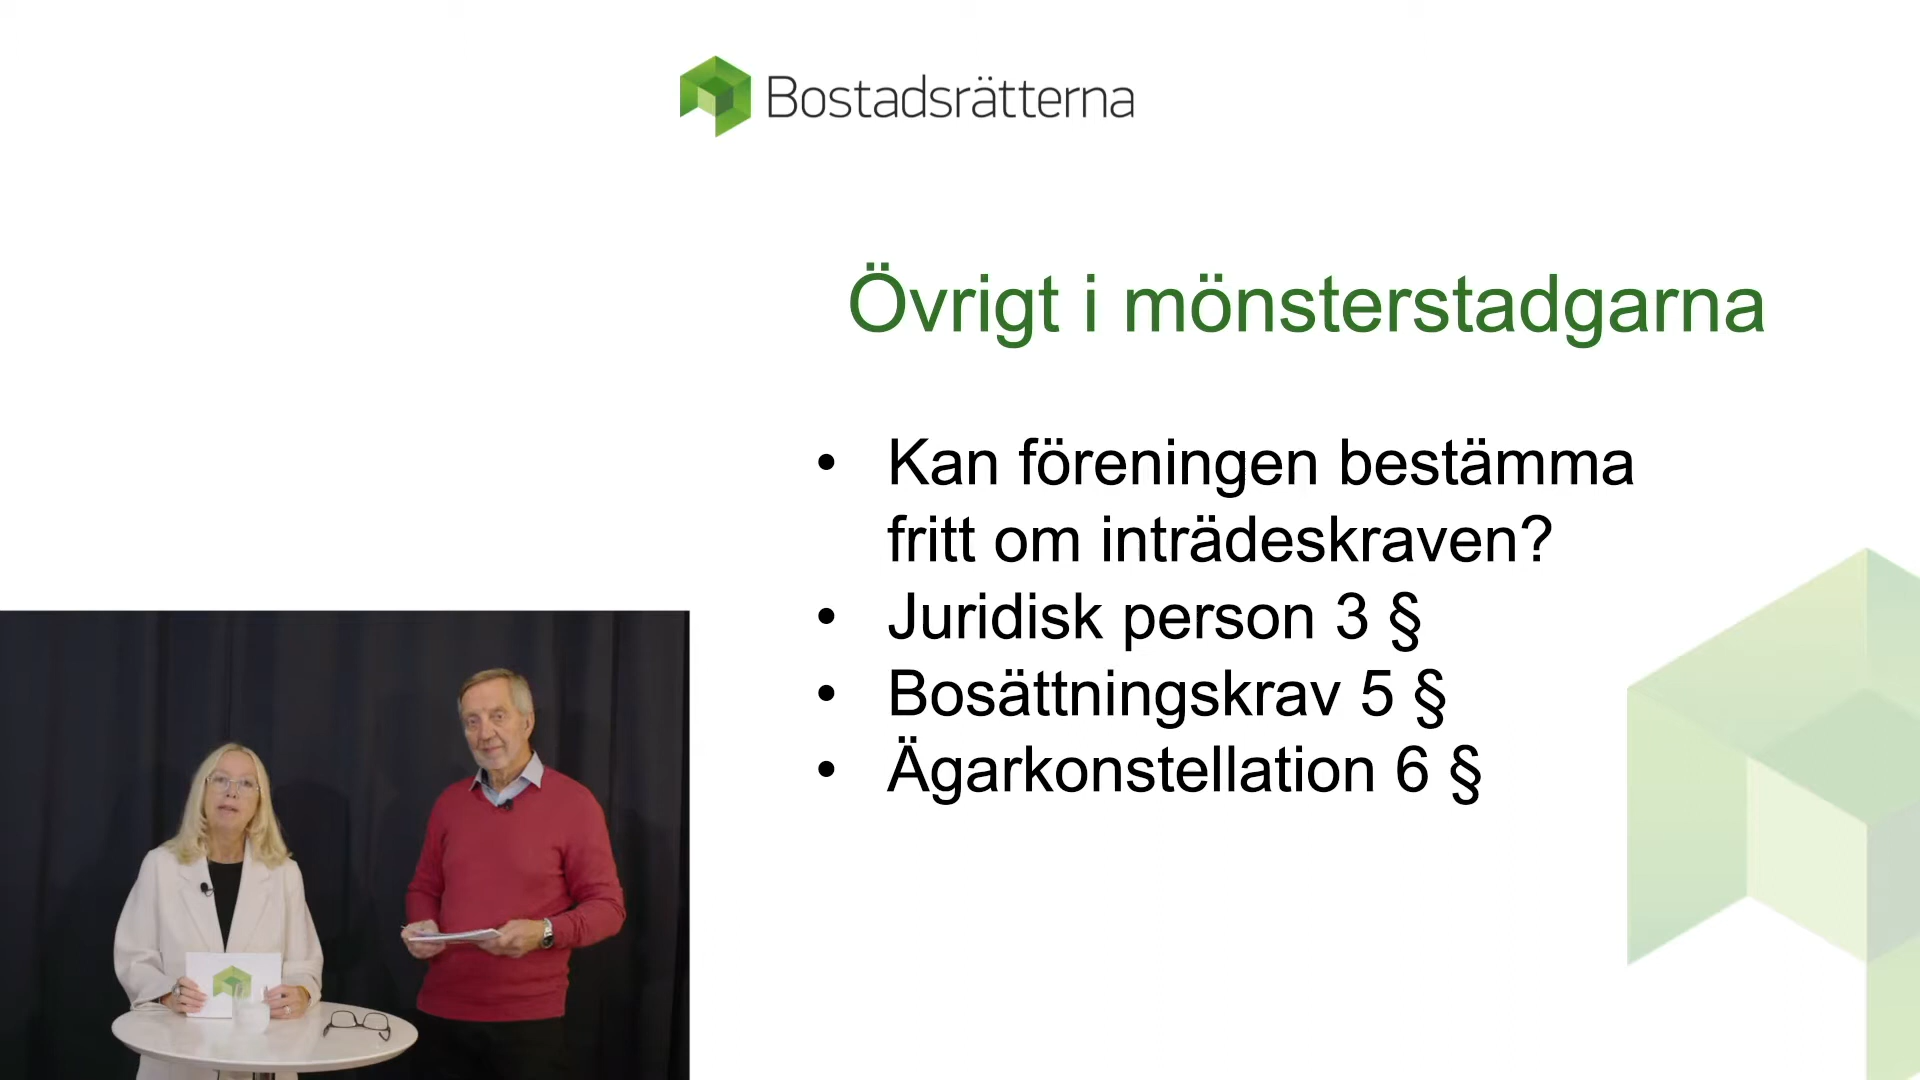 Bostadsrätterna
Övrigt i mönsterstadgarna
• Kan föreningen bestämma
fritt om inträdeskraven?
• Juridisk person 3 §
• Bosättningskrav 5 §
• Ägarkonstellation 6 §